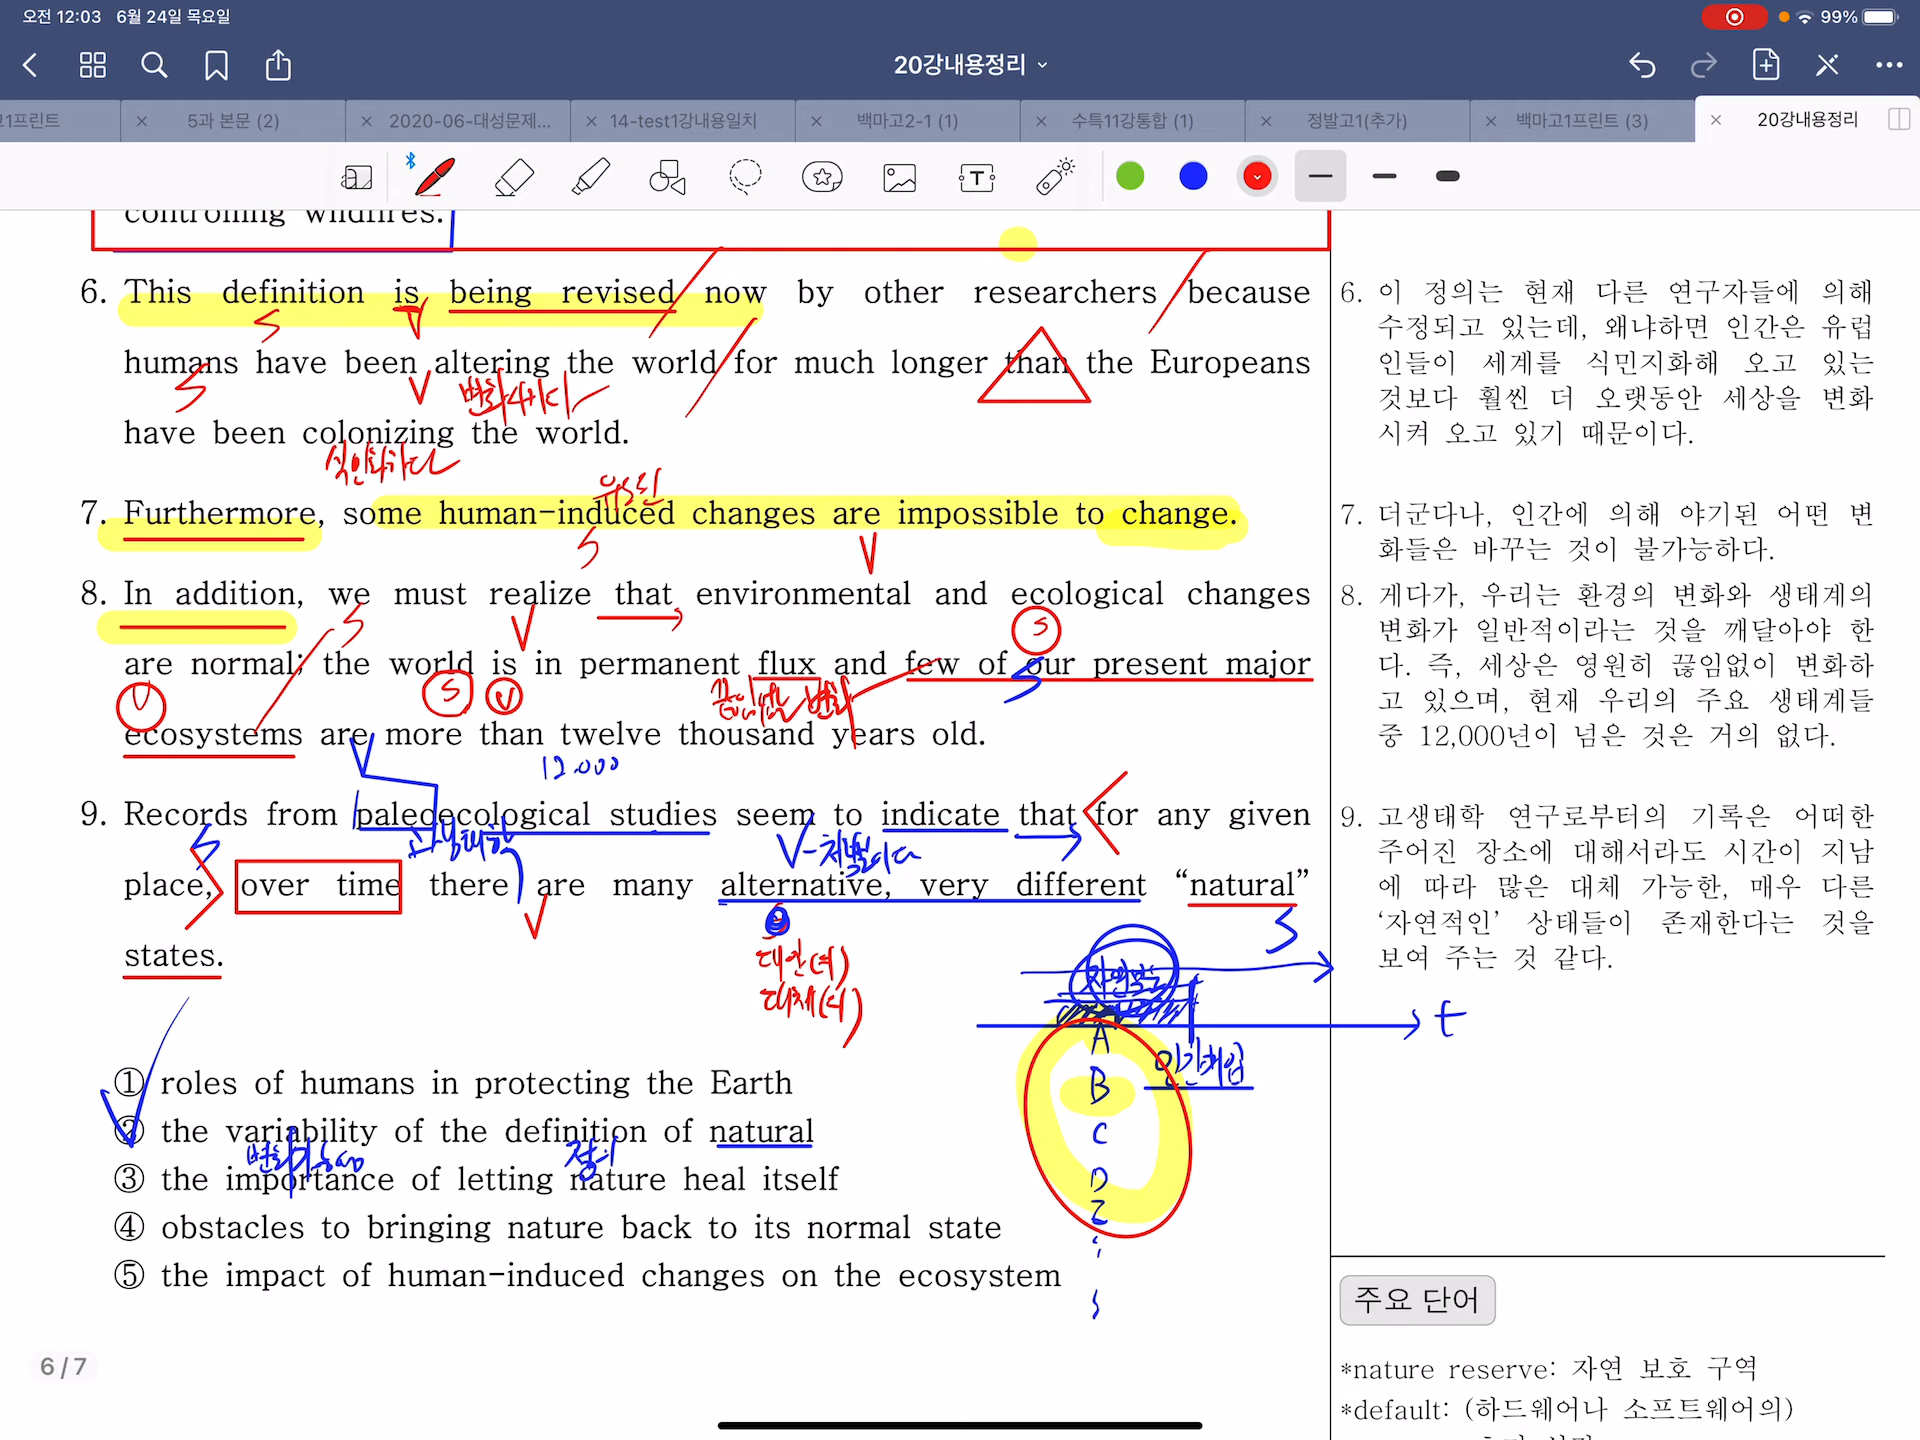 오전 12:03 6월 24일 목요일
99%
20강내용정리
1프린트
5과 본문 (2)
2020-06-대성문제...
14-test1강내용일치
백마고2-1 (1)
수특11강통합 (1)
정발고1(추가)
백마고1프린트 (3)
20강내용정리
controlling wildfires.
6. This definition is being revised now by other researchers because
humans have been altering the world for much longer than the Europeans
변화시키다
have been colonizing the world.
식민화하다
유도된
7. Furthermore, some human-induced changes are impossible to change.
S V
8. In addition, we must realize that environmental and ecological changes
are normal; the world is in permanent flux and few of our present major
끊임없는 변화
ecosystems are more than twelve thousand years old.
12.000
9. Records from paleoecological studies seem to indicate that for any given
고생태학
place, over time there are many alternative, very different “natural”
states.
대안(의)
대체(의)
자연
t
A
B
C
D
인간개입
① roles of humans in protecting the Earth
② the variability of the definition of natural
변화가능성 정의
③ the importance of letting nature heal itself
④ obstacles to bringing nature back to its normal state
⑤ the impact of human-induced changes on the ecosystem
6 / 7
6. 이 정의는 현재 다른 연구자들에 의해
수정되고 있는데, 왜냐하면 인간은 유럽
인들이 세계를 식민지화해 오고 있는
것보다 훨씬 더 오랫동안 세상을 변화
시켜 오고 있기 때문이다.
7. 더군다나, 인간에 의해 야기된 어떤 변
화들은 바꾸는 것이 불가능하다.
8. 게다가, 우리는 환경의 변화와 생태계의
변화가 일반적이라는 것을 깨달아야 한
다. 즉, 세상은 영원히 끊임없이 변화하
고 있으며, 현재 우리의 주요 생태계들
중 12,000년이 넘은 것은 거의 없다.
9. 고생태학 연구로부터의 기록은 어떠한
주어진 장소에 대해서라도 시간이 지남
에 따라 많은 대체 가능한, 매우 다른
‘자연적인’ 상태들이 존재한다는 것을
보여 주는 것 같다.
주요 단어
*nature reserve: 자연 보호 구역
*default: (하드웨어나 소프트웨어의)